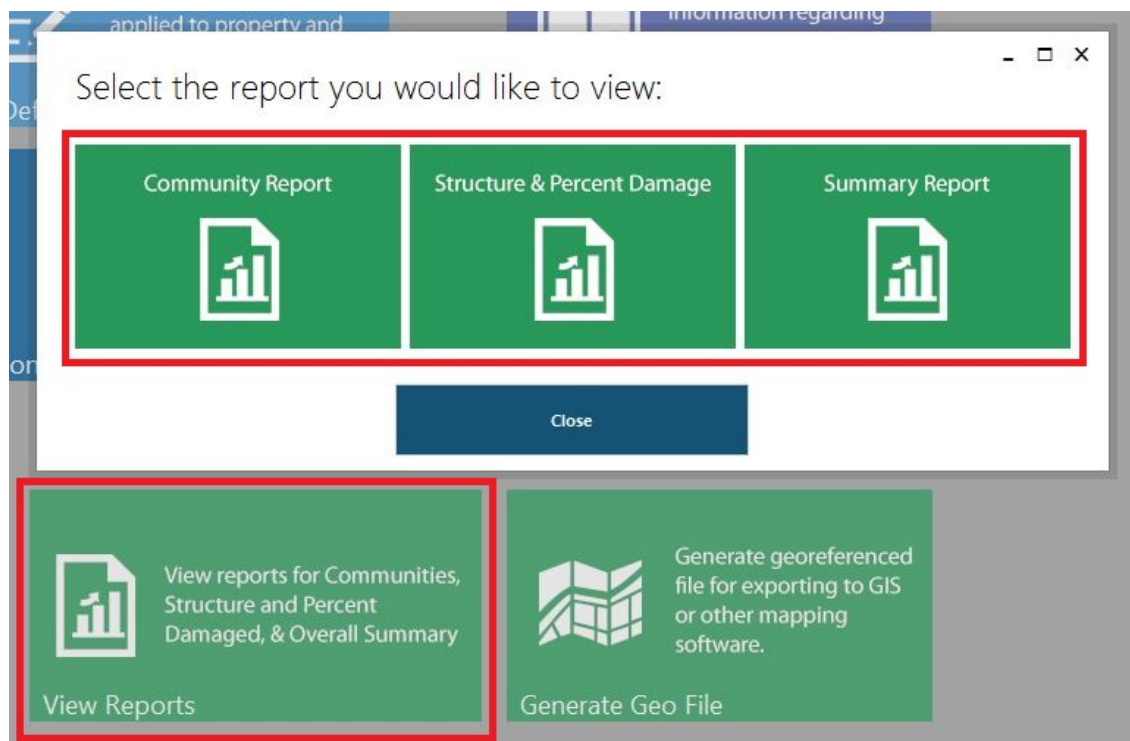 applied to property and
information regarding
Select the report you would like to view:
Community Report
Structure & Percent Damage
Summary Report
Close
View reports for Communities,
Structure and Percent
Damaged, & Overall Summary
View Reports
Generate georeferenced
file for exporting to GIS
or other mapping
software.
Generate Geo File